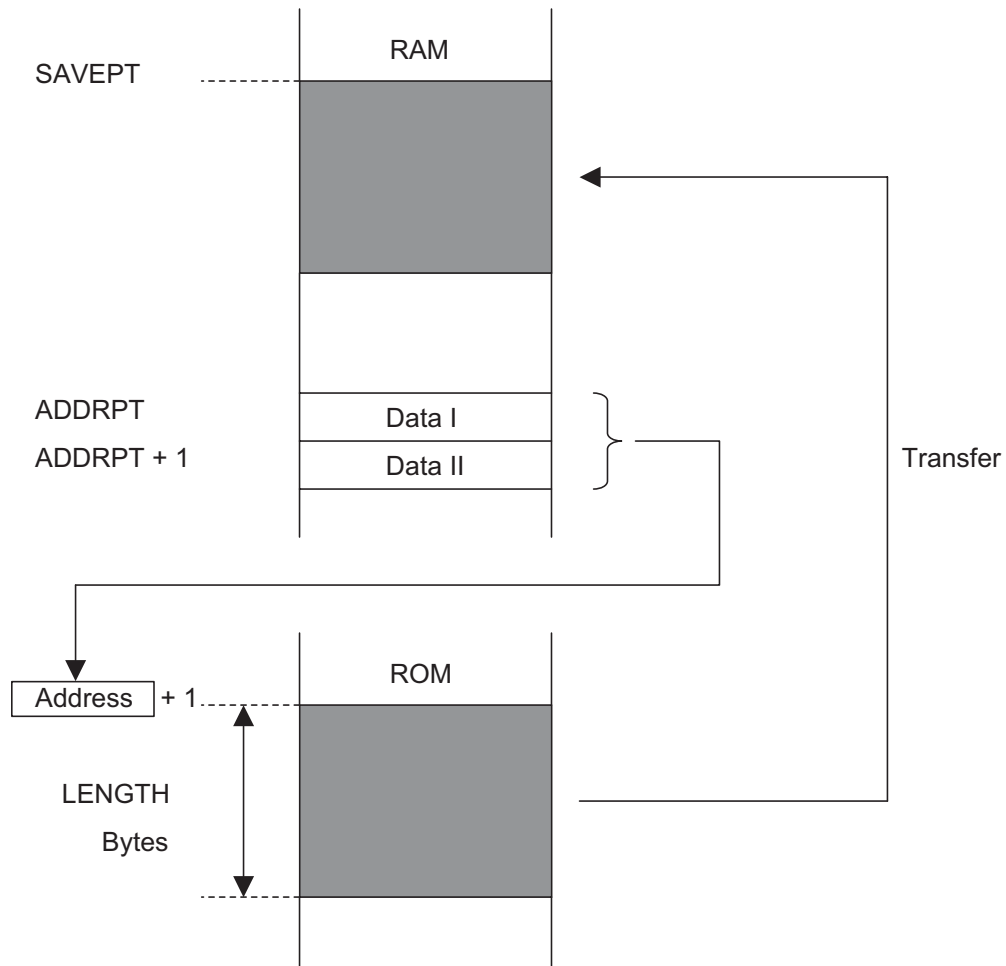 RAM
SAVEPT
ADDRPT
Data I
ADDRPT + 1
Data II
Transfer
ROM
Address + 1
LENGTH
Bytes